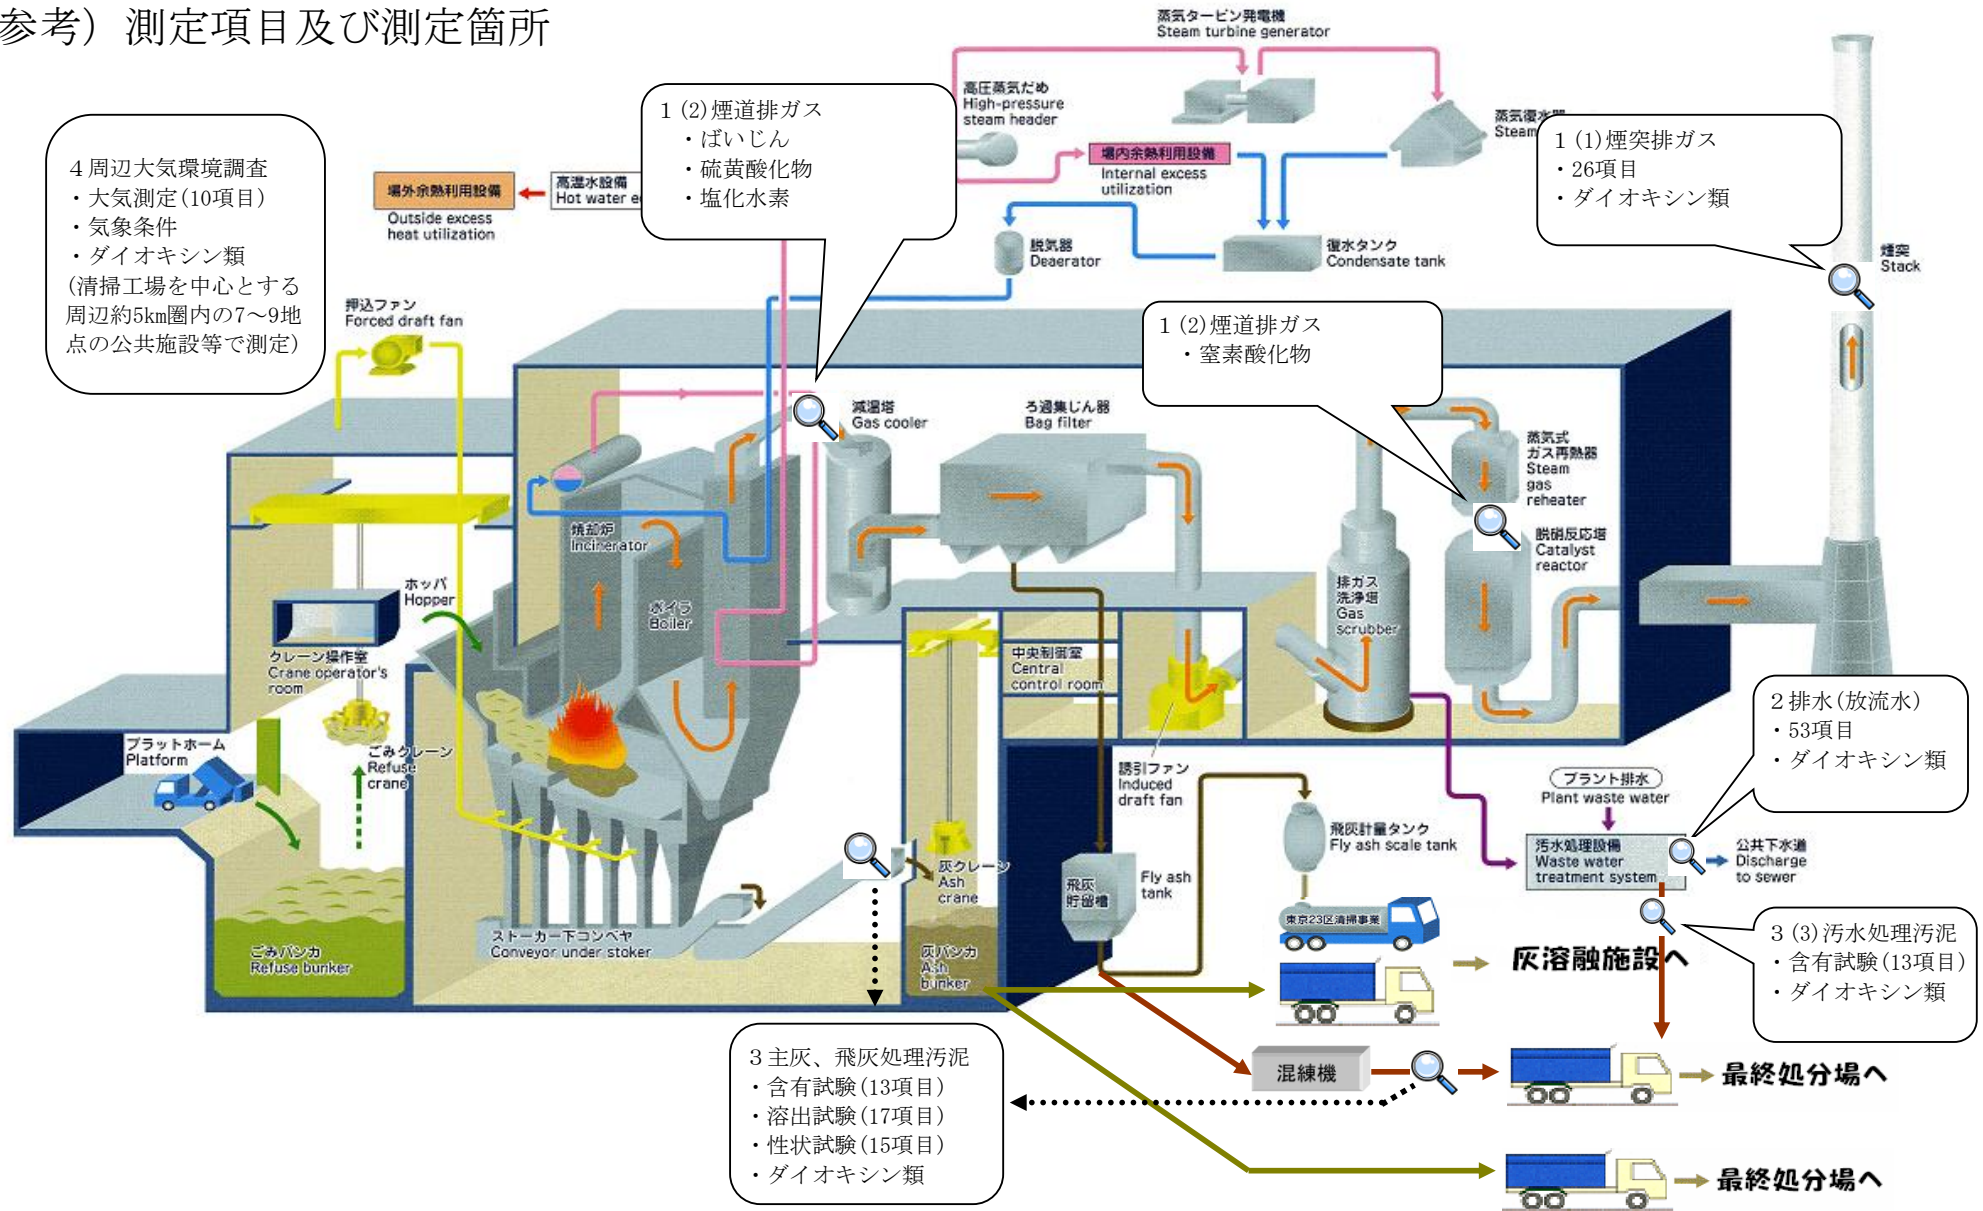 参考）測定項目及び測定箇所
蒸気タービン発電機
Steam turbine generator
高圧蒸気だめ
High-pressure
steam header
蒸気復水器
Steam
1(1)煙突排ガス
・26項目
・ダイオキシン類
煙突
Stack
1(2)煙道排ガス
・ばいじん
・硫黄酸化物
・塩化水素
4周辺大気環境調査
・大気測定(10項目)
・気象条件
・ダイオキシン類
(清掃工場を中心とする
周辺約5km圏内の7～9地
点の公共施設等で測定)
場外余熱利用設備
Outside excess
heat utilization
高温水設備
Hot water e
場内余熱利用設備
Internal excess
utilization
脱気器
Deaerator
復水タンク
Condensate tank
押込ファン
Forced draft fan
1(2)煙道排ガス
・窒素酸化物
減温塔
Gas cooler
ろ過集じん器
Bag filter
蒸気式
ガス再熱器
Steam
gas
reheater
脱硝反応塔
Catalyst
reactor
焼却炉
Incinerator
ボイラ
Boiler
ホッパ
Hopper
排ガス
洗浄塔
Gas
scrubber
クレーン操作室
Crane operator's
room
中央制御室
Central
control room
プラットホーム
Platform
ごみクレーン
Refuse
crane
誘引ファン
Induced
draft fan
2排水(放流水)
・53項目
・ダイオキシン類
プラント排水
Plant waste water
飛灰計量タンク
Fly ash scale tank
汚水処理設備
Waste water
treatment system
公共下水道
Discharge
to sewer
灰クレーン
Ash
crane
飛灰
貯留槽
Fly ash
tank
東京23区清掃事業
ストーカー下コンベヤ
Conveyor under stoker
ごみバンカ
Refuse bunker
灰バンカ
Ash
bunker
灰溶融施設へ
3(3)汚水処理汚泥
・含有試験(13項目)
・ダイオキシン類
3主灰、飛灰処理汚泥
・含有試験(13項目)
・溶出試験(17項目)
・性状試験(15項目)
・ダイオキシン類
混練機
最終処分場へ
最終処分場へ